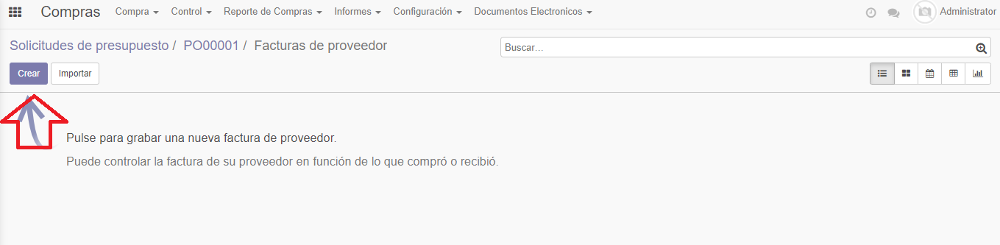 Compras Compra Control Reporte de Compras Informes Configuración Documentos Electronicos Administrator
Solicitudes de presupuesto / PO00001 / Facturas de proveedor Buscar...
Crear Importar
Pulse para grabar una nueva factura de proveedor.
Puede controlar la factura de su proveedor en función de lo que compró o recibió.